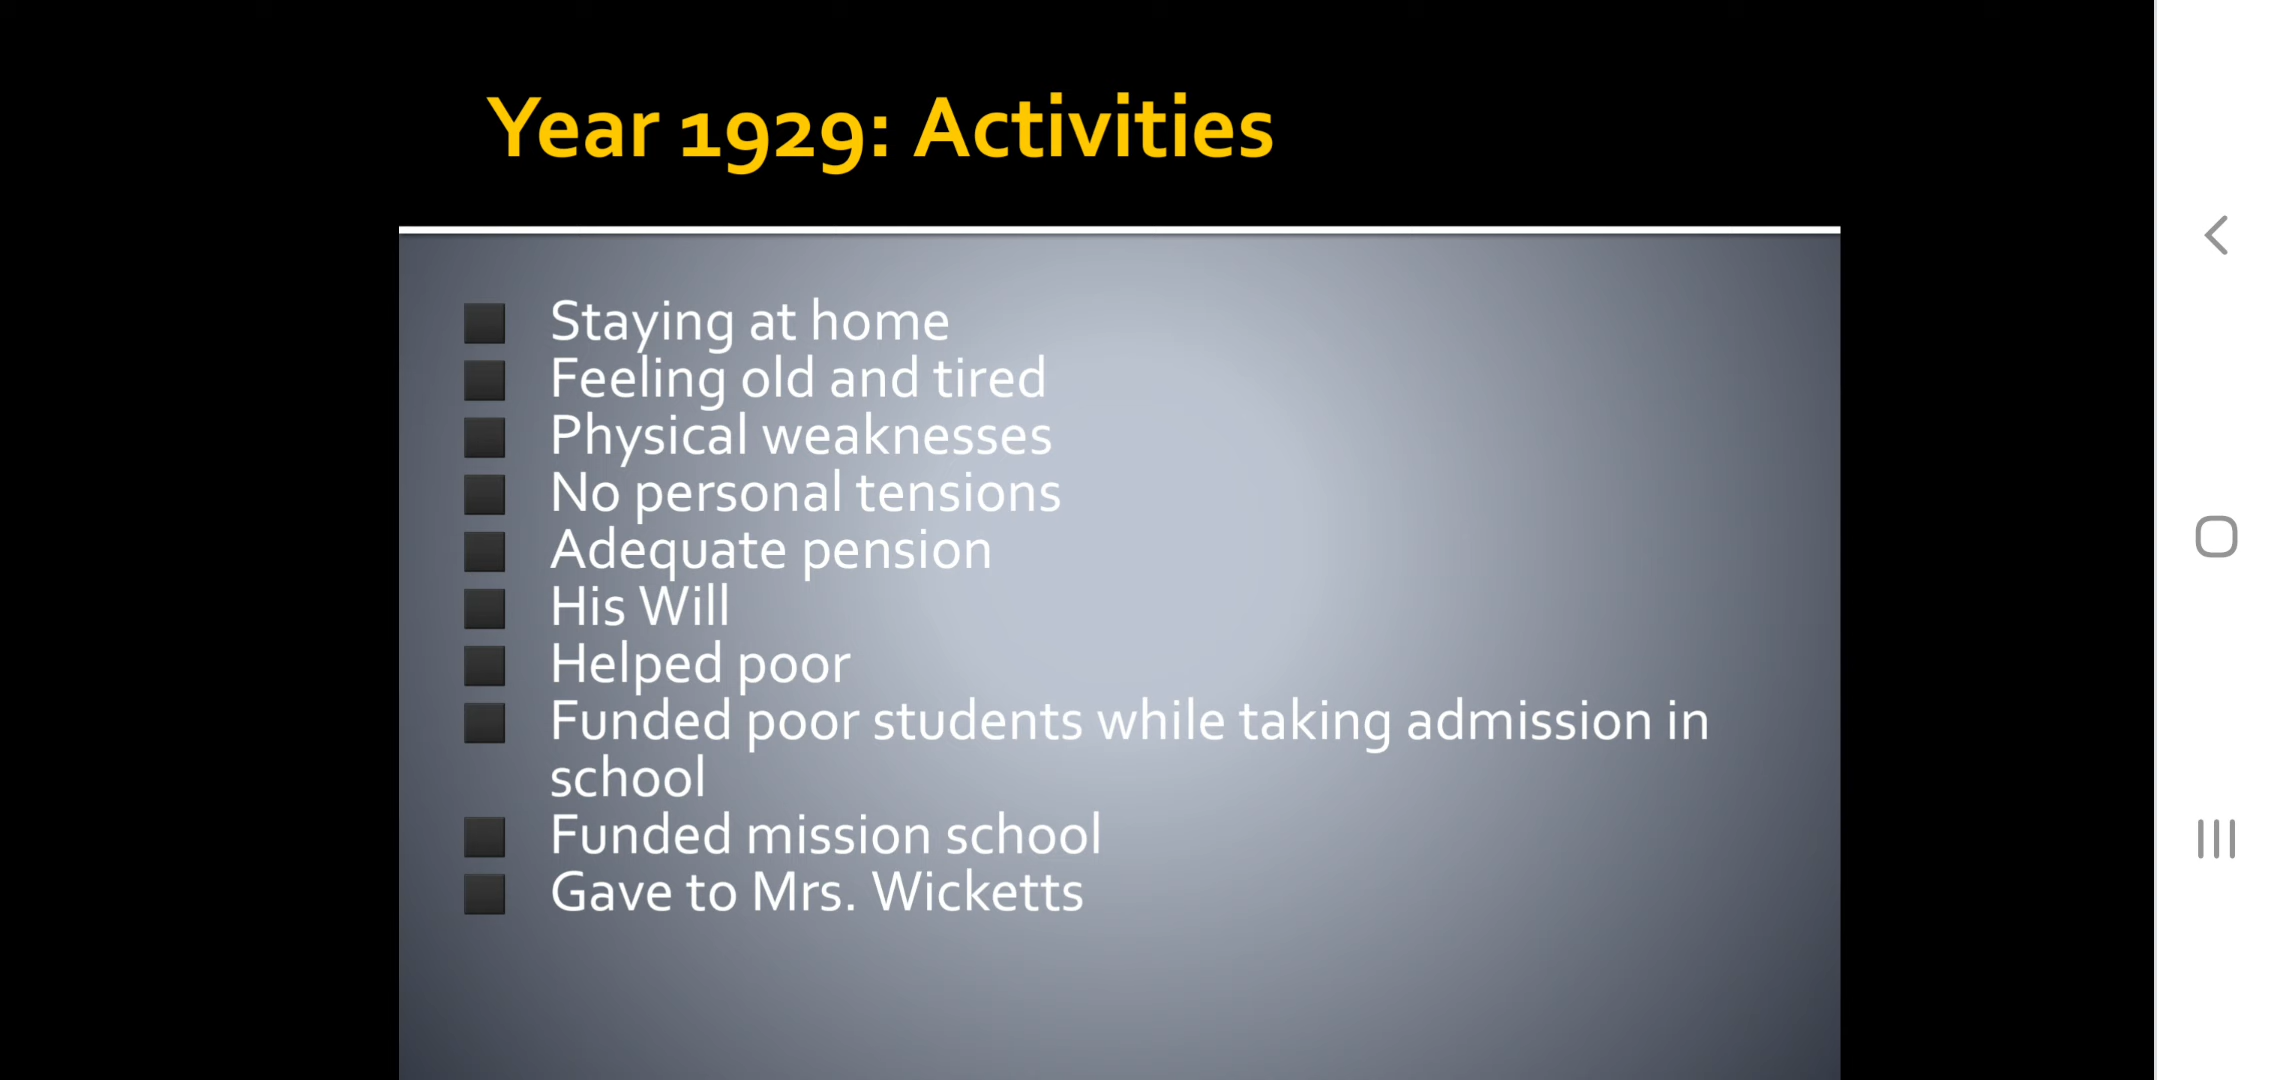 Year 1929: Activities
Staying at home
Feeling old and tired
Physical weaknesses
No personal tensions
Adequate pension
His Will
Helped poor
Funded poor students while taking admission in
school
Funded mission school
Gave to Mrs. Wicketts